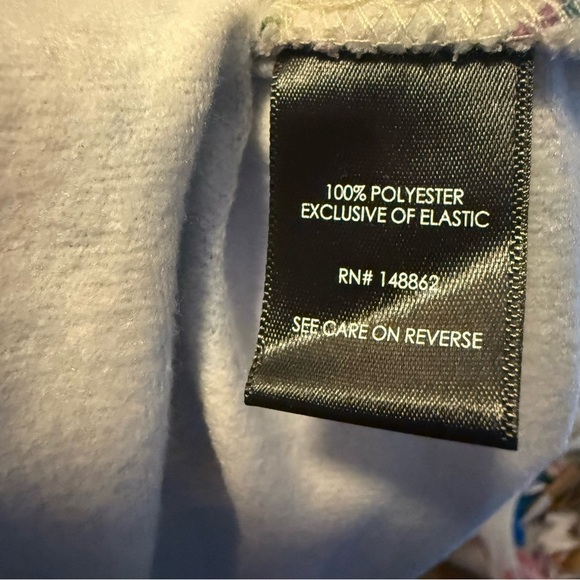 100% POLYESTER
EXCLUSIVE OF ELASTIC
RN# 148862
SEE CARE ON REVERSE